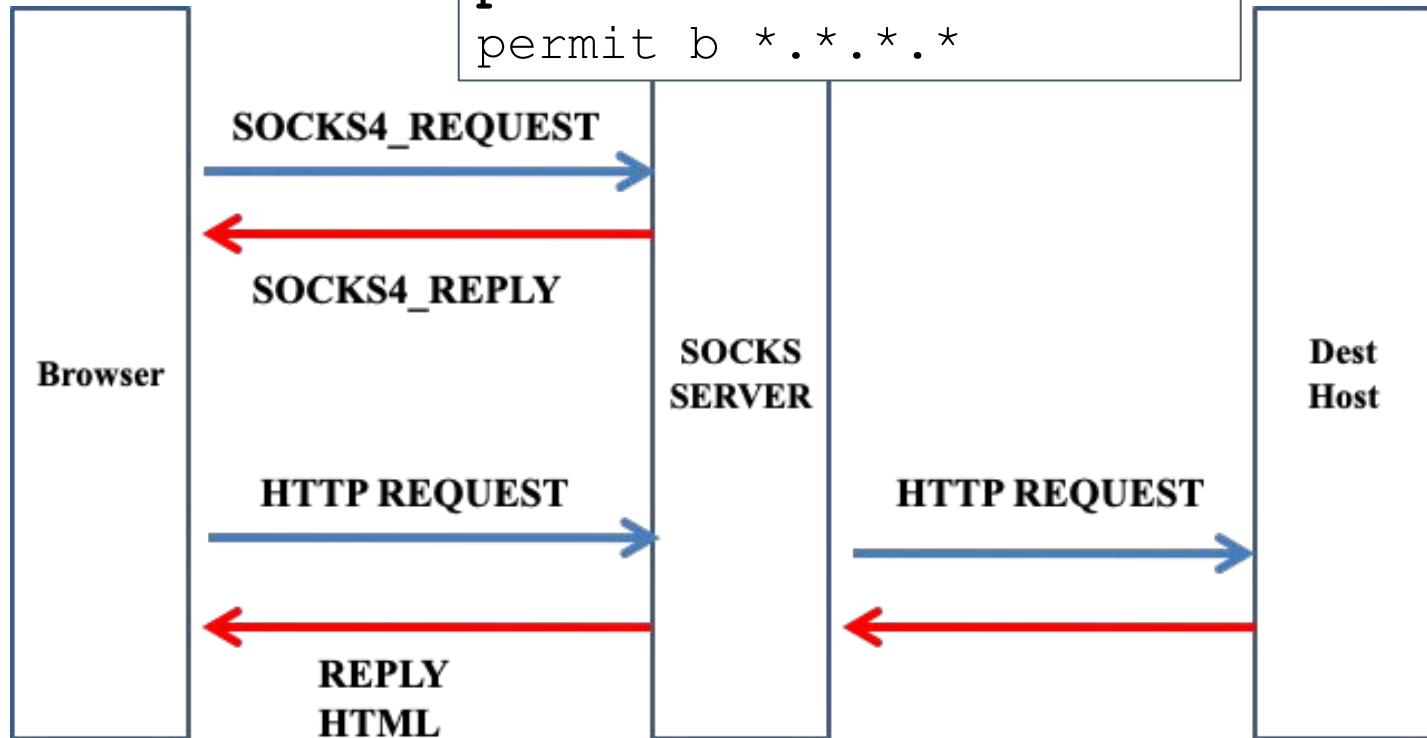 permit b *.*.*.*
SOCKS4_REQUEST
SOCKS4_REPLY
Browser
SOCKS
SERVER
Dest
Host
HTTP REQUEST
HTTP REQUEST
REPLY
HTML